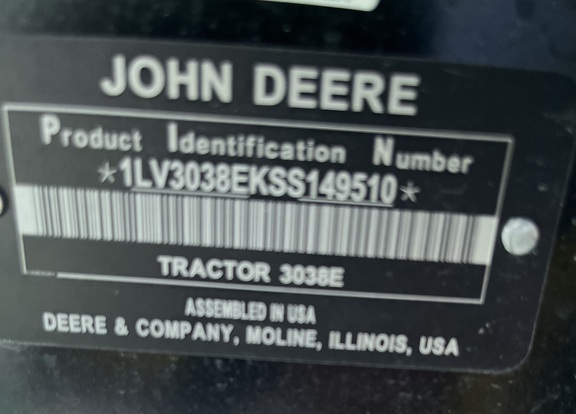 JOHN DEERE
Product Identification Number
*1LV3038EKSS149510*
TRACTOR 3038E
ASSEMBLED IN USA
DEERE & COMPANY, MOLINE, ILLINOIS, USA